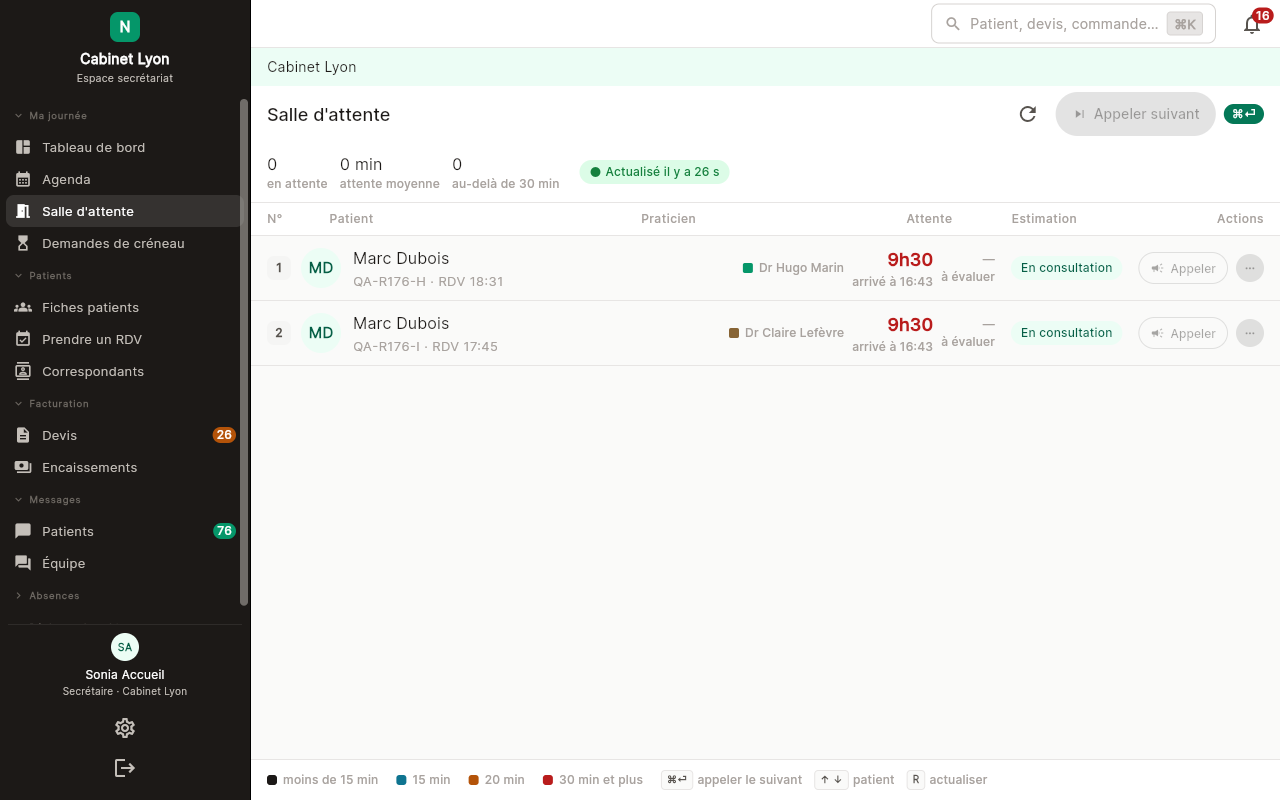 N
Cabinet Lyon
Espace secrétariat
Ma journée
Tableau de bord
Agenda
Salle d'attente
Demandes de créneau
Patients
Fiches patients
Prendre un RDV
Correspondants
Facturation
Devis 26
Encaissements
Messages
Patients 76
Équipe
Absences
SA
Sonia Accueil
Secrétaire · Cabinet Lyon
Patient, devis, commande... ⌘K
16
Cabinet Lyon
Salle d'attente
Appeler suivant ⌘⏎
0 en attente
0 min attente moyenne
0 au-delà de 30 min
Actualisé il y a 26 s
N° Patient Praticien Attente Estimation Actions
1 MD Marc Dubois Dr Hugo Marin 9h30 — En consultation Appeler ...
QA-R176-H · RDV 18:31 arrivé à 16:43 à évaluer
2 MD Marc Dubois Dr Claire Lefèvre 9h30 — En consultation Appeler ...
QA-R176-I · RDV 17:45 arrivé à 16:43 à évaluer
moins de 15 min 15 min 20 min 30 min et plus ⌘⏎ appeler le suivant ↑ ↓ patient R actualiser